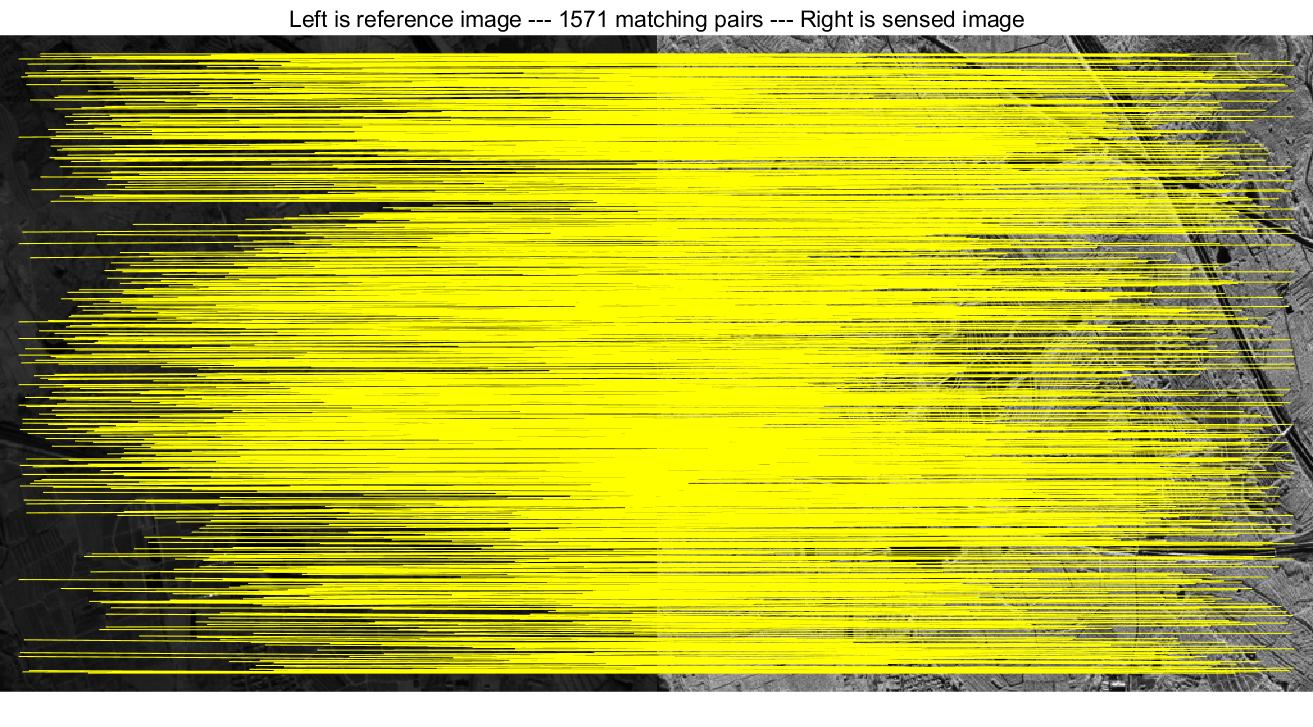 Left is reference image --- 1571 matching pairs --- Right is sensed image